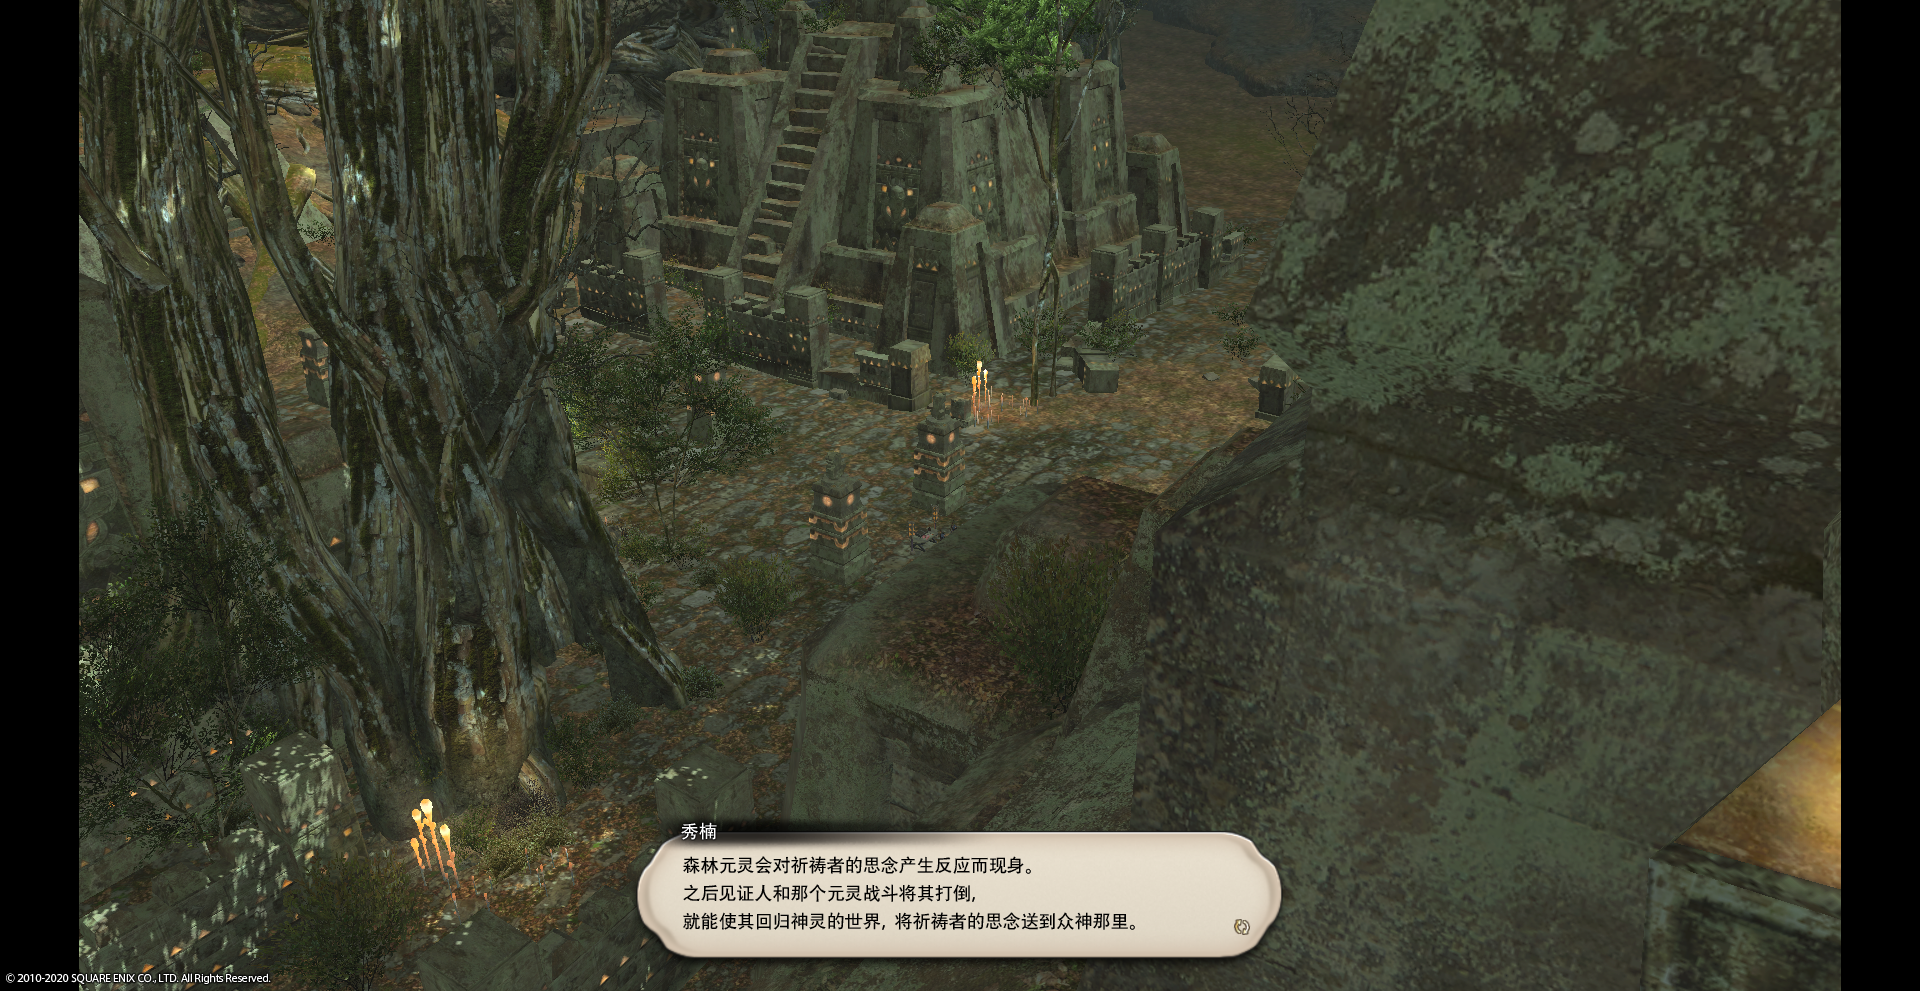 秀楠
森林元灵会对祈祷者的思念产生反应而现身。
之后见证人和那个元灵战斗将其打倒,
就能使其回归神灵的世界, 将祈祷者的思念送到众神那里。
© 2010-2020 SQUARE ENIX CO., LTD. All Rights Reserved.